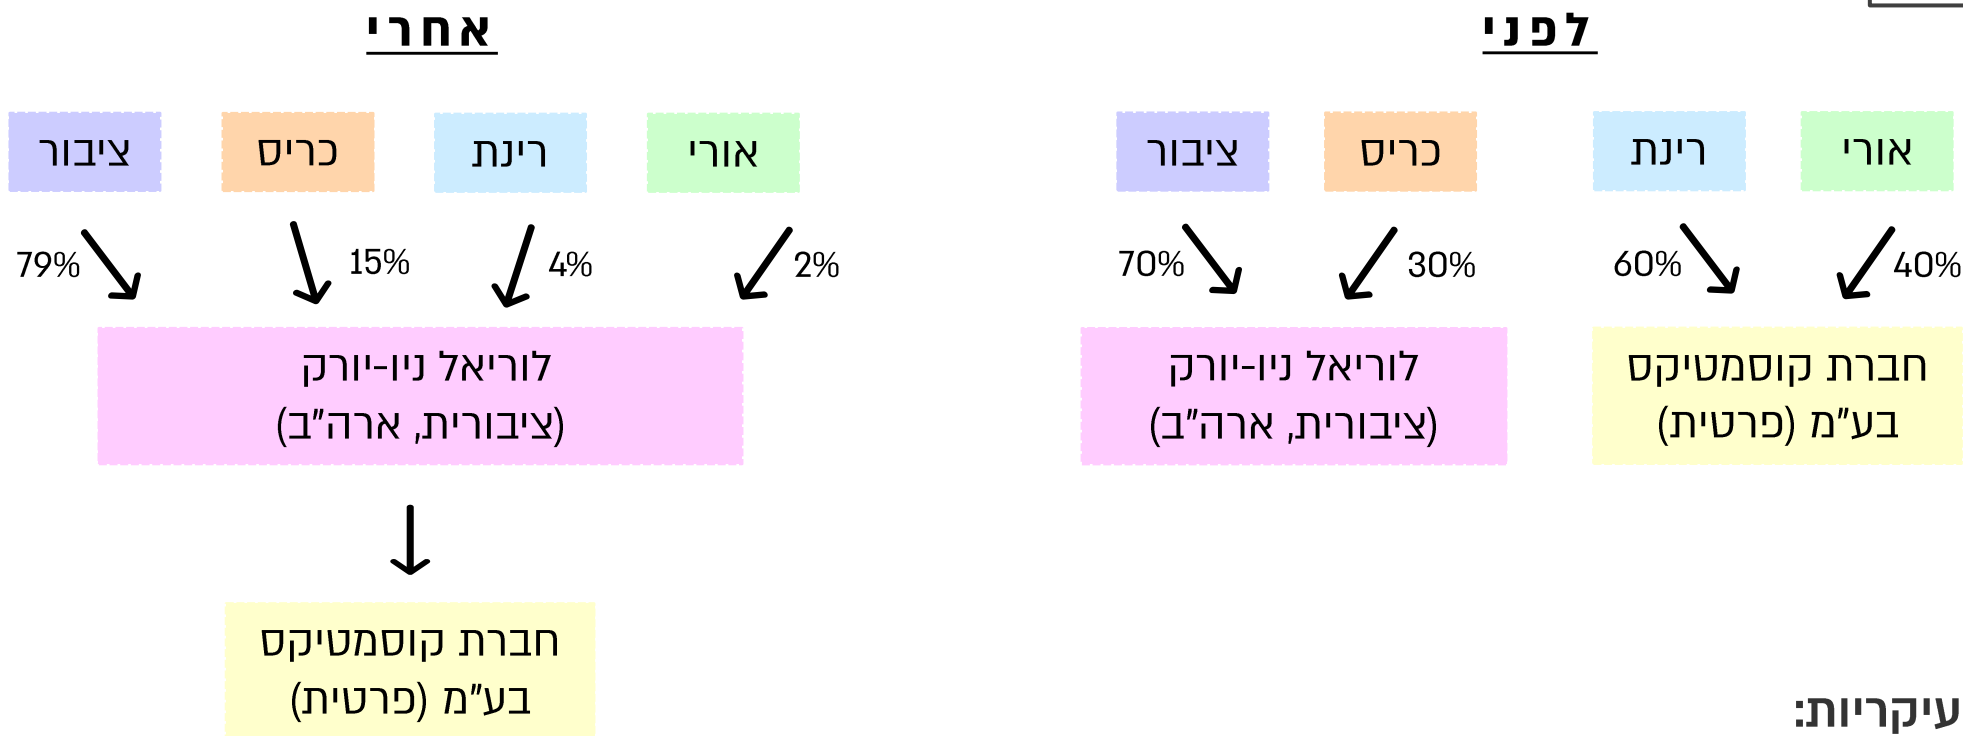 לפני
אורי
רינת
כריס
ציבור
40%
60%
30%
70%
חברת קוסמטיקס
בע"מ (פרטית)
לוריאל ניו-יורק
(ציבורית, ארה"ב)
אחרי
אורי
רינת
כריס
ציבור
2%
4%
15%
79%
לוריאל ניו-יורק
(ציבורית, ארה"ב)
חברת קוסמטיקס
בע"מ (פרטית)
עיקריות: